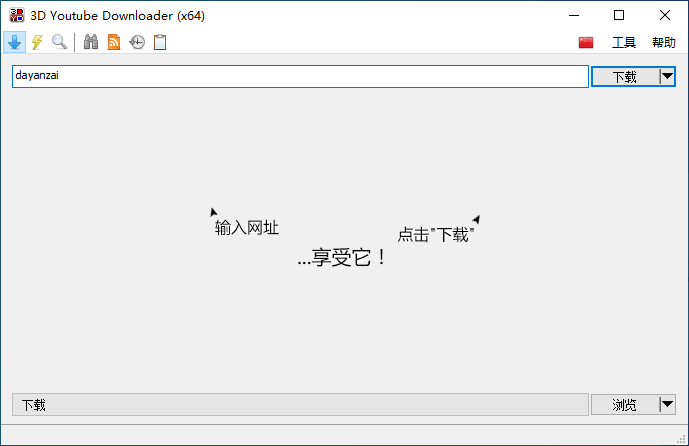 3D Youtube Downloader (x64)
工具 帮助
dayanzai
下载
输入网址
点击"下载"
...享受它！
下载
浏览